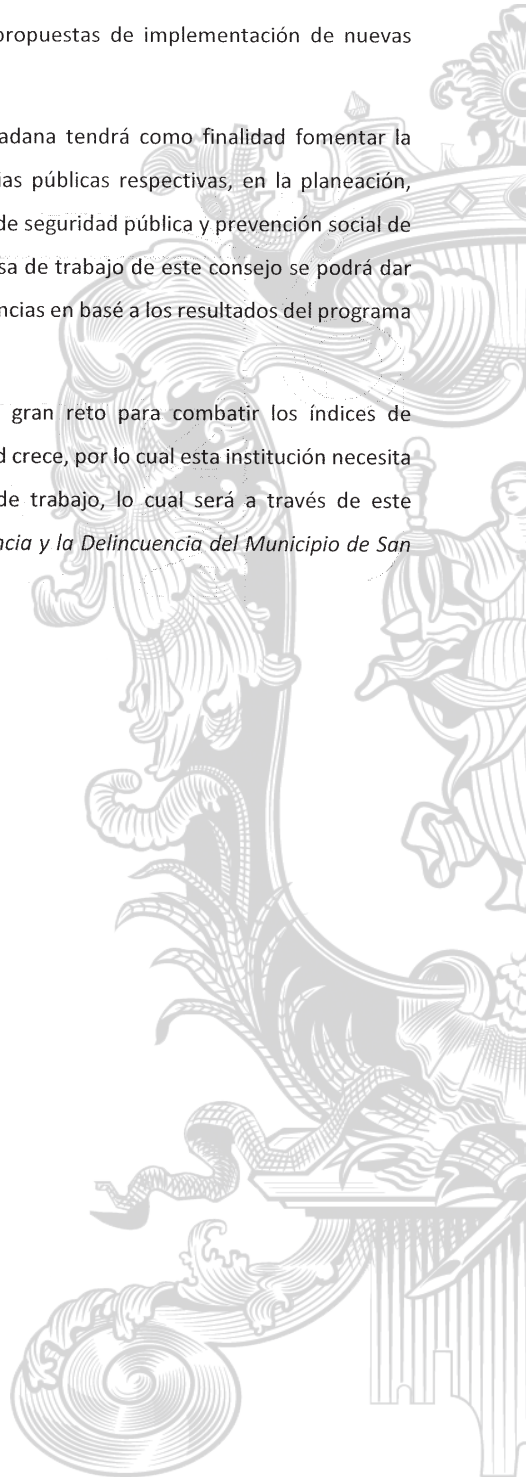 propuestas de implementación de nuevas
adana tendrá como finalidad fomentar la
ias públicas respectivas, en la planeación,
de seguridad pública y prevención social de
sa de trabajo de este consejo se podrá dar
ncias en basé a los resultados del programa
gran reto para combatir los índices de
d crece, por lo cual esta institución necesita
de trabajo, lo cual será a través de este
ncia y la Delincuencia del Municipio de San